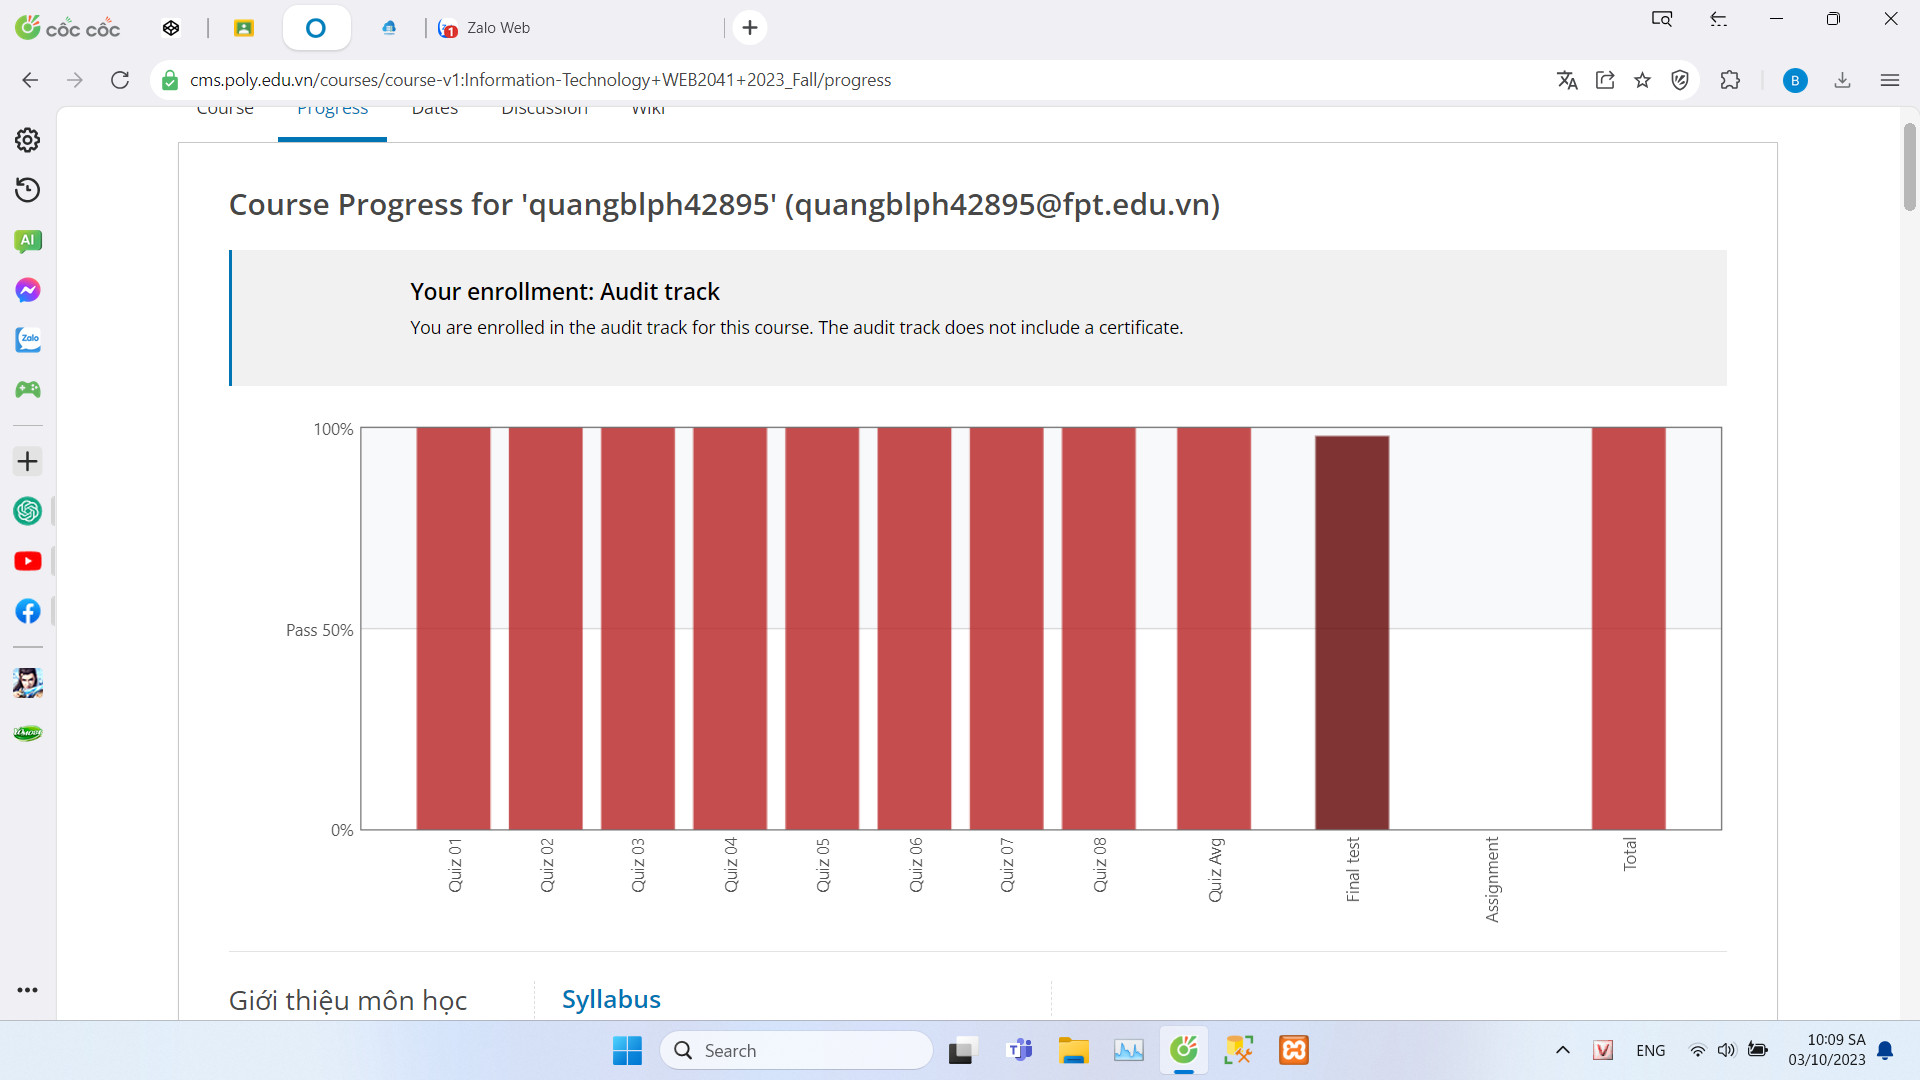 cốc cốc
1
Zalo Web
cms.poly.edu.vn/courses/course-v1:Information-Technology+WEB2041+2023_Fall/progress
B
Course Progress Dates Discussion Wiki
AI
Zalo
Course Progress for 'quangblph42895' (quangblph42895@fpt.edu.vn)
Your enrollment: Audit track
You are enrolled in the audit track for this course. The audit track does not include a certificate.
100%
Pass 50%
0%
Quiz 01
Quiz 02
Quiz 03
Quiz 04
Quiz 05
Quiz 06
Quiz 07
Quiz 08
Quiz Avg
Final test
Assignment
Total
Giới thiệu môn học
Syllabus
Search
T
V
ENG
10:09 SA
03/10/2023